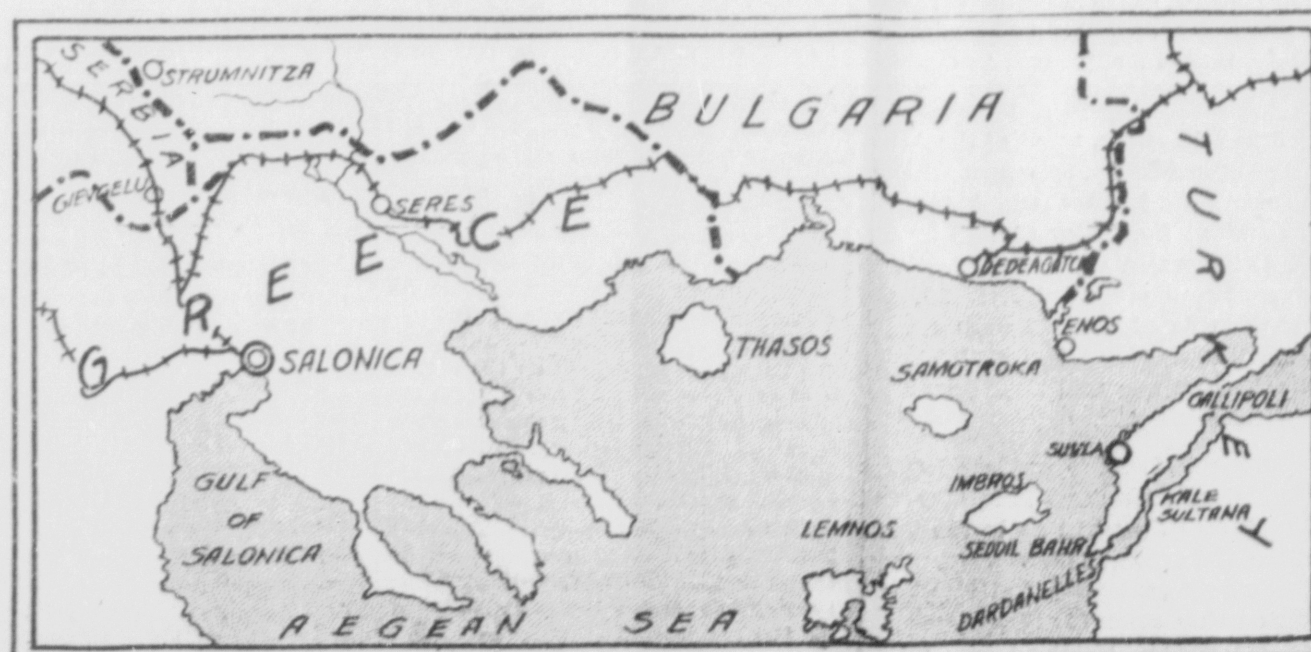 SERBIA
STRUMNITZA
BULGARIA
GIEVGELU
SERES
GREECE
TURKEY
DEDEAGATCH
ENOS
SALONICA
THASOS
SAMOTROKA
GALLIPOLI
SUVLA
GULF
OF
SALONICA
IMBROS
KALE
SULTANA
LEMNOS
SEDDIL BAHR
DARDANELLES
AEGEAN SEA